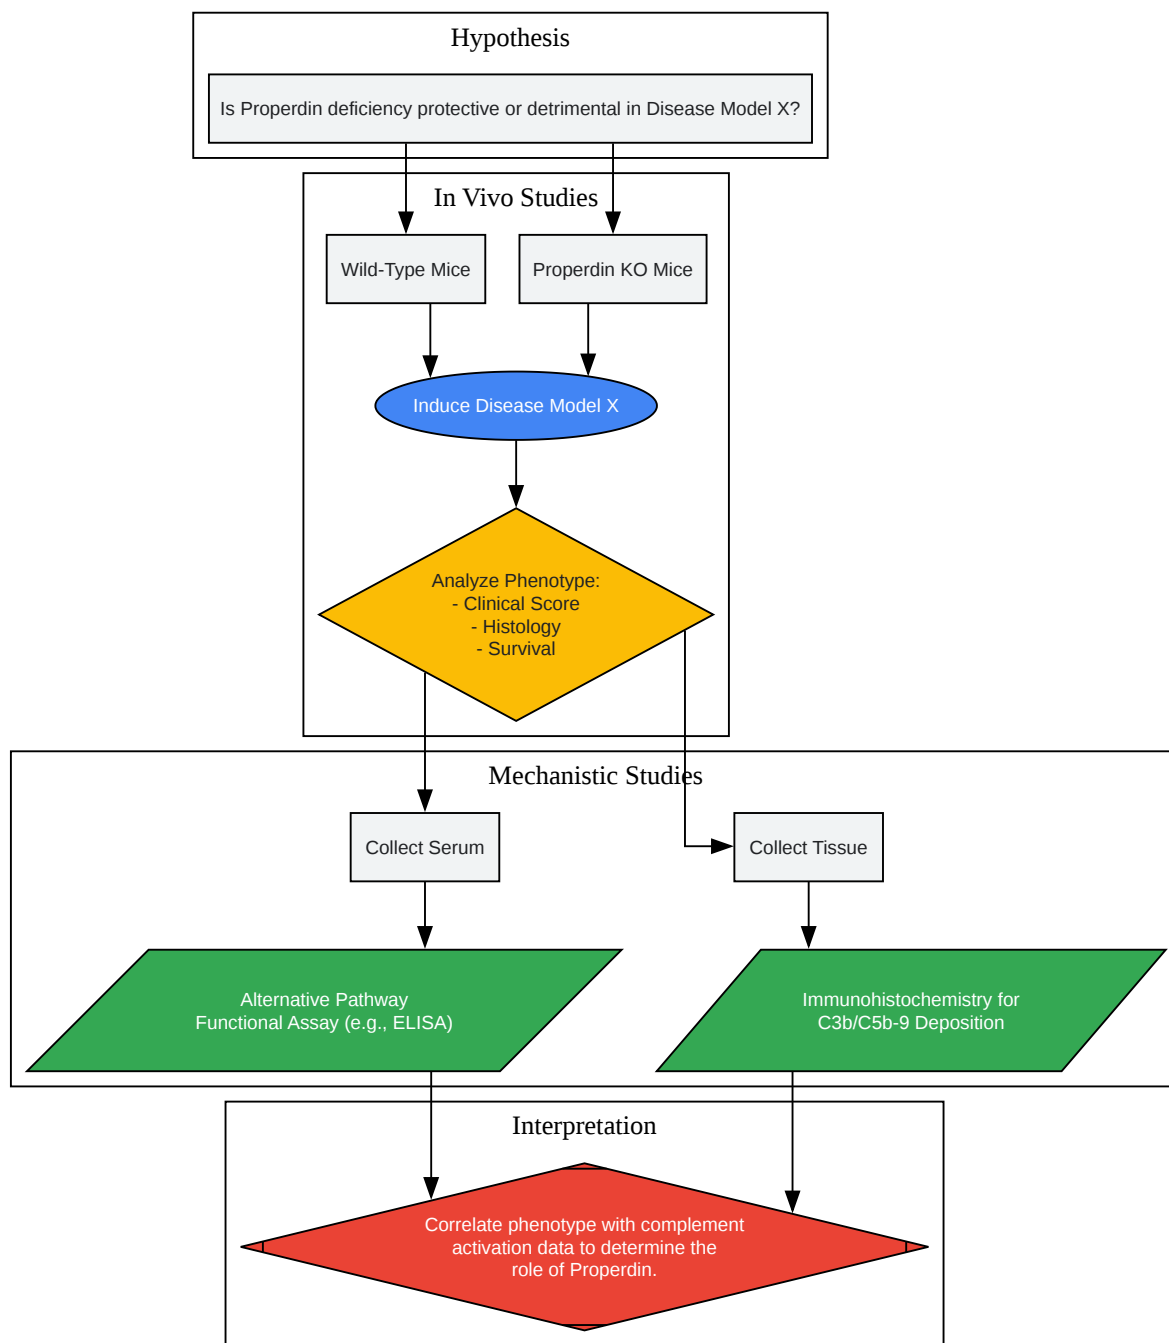 Hypothesis
Is Properdin deficiency protective or detrimental in Disease Model X?
In Vivo Studies
Wild-Type Mice
Properdin KO Mice
Induce Disease Model X
Analyze Phenotype:
- Clinical Score
- Histology
- Survival
Mechanistic Studies
Collect Serum
Collect Tissue
Alternative Pathway
Functional Assay (e.g., ELISA)
Immunohistochemistry for
C3b/C5b-9 Deposition
Interpretation
Correlate phenotype with complement
activation data to determine the
role of Properdin.